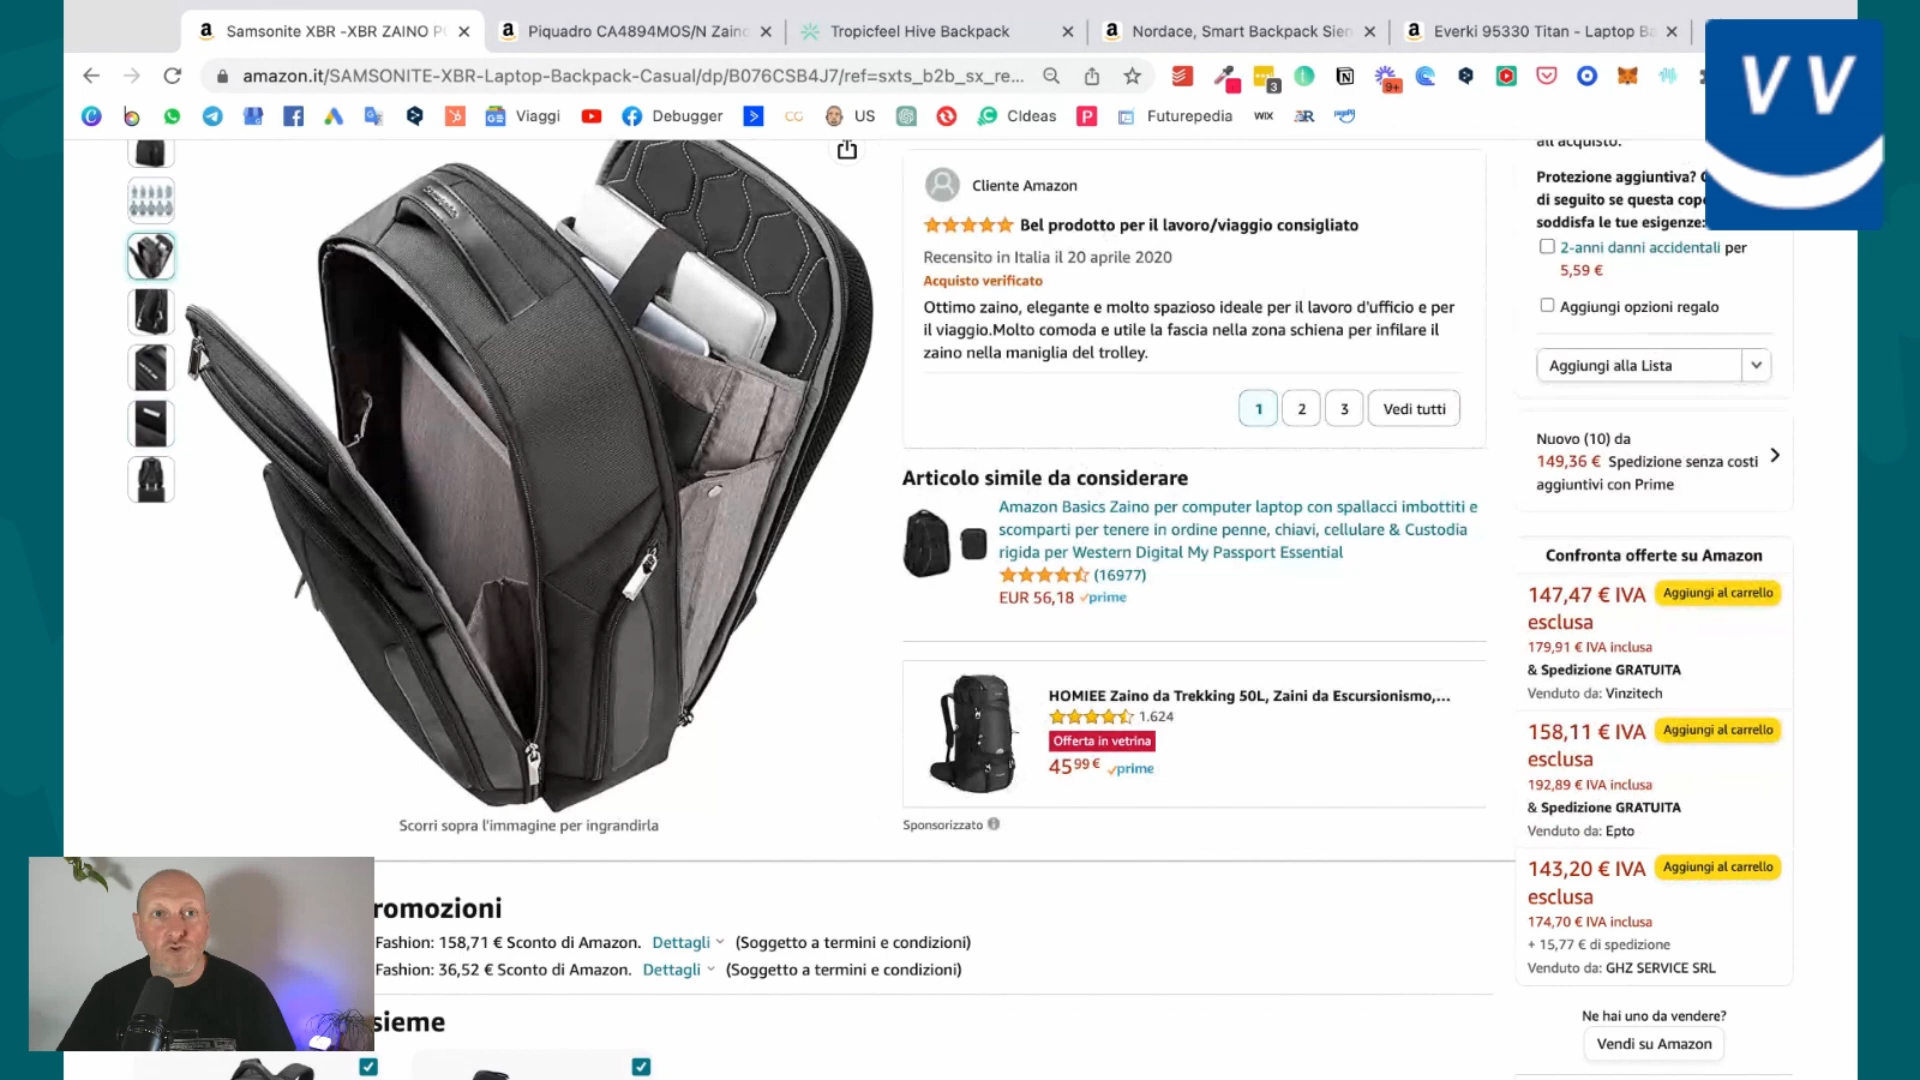 Samsonite XBR -XBR ZAINO P
Piquadro CA4894MOS/N Zaino
Tropicfeel Hive Backpack
Nordace, Smart Backpack Sien
Everki 95330 Titan - Laptop Ba
amazon.it/SAMSONITE-XBR-Laptop-Backpack-Casual/dp/B076CSB4J7/ref=sxts_b2b_sx_re...
3
9+
Viaggi
Debugger
US
CIdeas
Futurepedia
WIX
VV
all'acquisto.
Protezione aggiuntiva?
di seguito se questa cop
soddisfa le tue esigenze:
2-anni danni accidentali per
5,59 €
Aggiungi opzioni regalo
Aggiungi alla Lista
Nuovo (10) da
149,36 € Spedizione senza costi
aggiuntivi con Prime
Confronta offerte su Amazon
147,47 € IVA
esclusa
Aggiungi al carrello
179,91 € IVA inclusa
& Spedizione GRATUITA
Venduto da: Vinzitech
158,11 € IVA
esclusa
Aggiungi al carrello
192,89 € IVA inclusa
& Spedizione GRATUITA
Venduto da: Epto
143,20 € IVA
esclusa
Aggiungi al carrello
174,70 € IVA inclusa
+ 15,77 € di spedizione
Venduto da: GHZ SERVICE SRL
Ne hai uno da vendere?
Vendi su Amazon
Cliente Amazon
Bel prodotto per il lavoro/viaggio consigliato
Recensito in Italia il 20 aprile 2020
Acquisto verificato
Ottimo zaino, elegante e molto spazioso ideale per il lavoro d'ufficio e per
il viaggio.Molto comoda e utile la fascia nella zona schiena per infilare il
zaino nella maniglia del trolley.
1 2 3 Vedi tutti
Articolo simile da considerare
Amazon Basics Zaino per computer laptop con spallacci imbottiti e
scomparti per tenere in ordine penne, chiavi, cellulare & Custodia
rigida per Western Digital My Passport Essential
(16977)
EUR 56,18 prime
HOMIEE Zaino da Trekking 50L, Zaini da Escursionismo,...
1.624
Offerta in vetrina
45,99 € prime
Sponsorizzato
Scorri sopra l'immagine per ingrandirla
romozioni
Fashion: 158,71 € Sconto di Amazon. Dettagli (Soggetto a termini e condizioni)
Fashion: 36,52 € Sconto di Amazon. Dettagli (Soggetto a termini e condizioni)
sieme